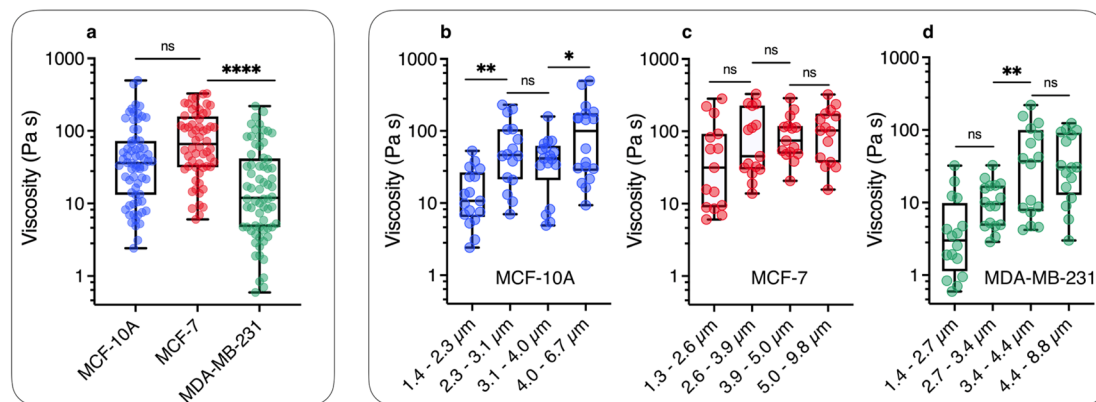 a
Viscosity (Pa s)
1000
100
10
1
ns
****
MCF-10A
MCF-7
MDA-MB-231
b
Viscosity (Pa s)
1000
100
10
1
**
ns
*
MCF-10A
1.4 - 2.3 µm
2.3 - 3.1 µm
3.1 - 4.0 µm
4.0 - 6.7 µm
c
Viscosity (Pa s)
1000
100
10
1
ns
ns
ns
MCF-7
1.3 - 2.6 µm
2.6 - 3.9 µm
3.9 - 5.0 µm
5.0 - 9.8 µm
d
Viscosity (Pa s)
1000
100
10
1
ns
**
ns
MDA-MB-231
1.4 - 2.7 µm
2.7 - 3.4 µm
3.4 - 4.4 µm
4.4 - 8.8 µm